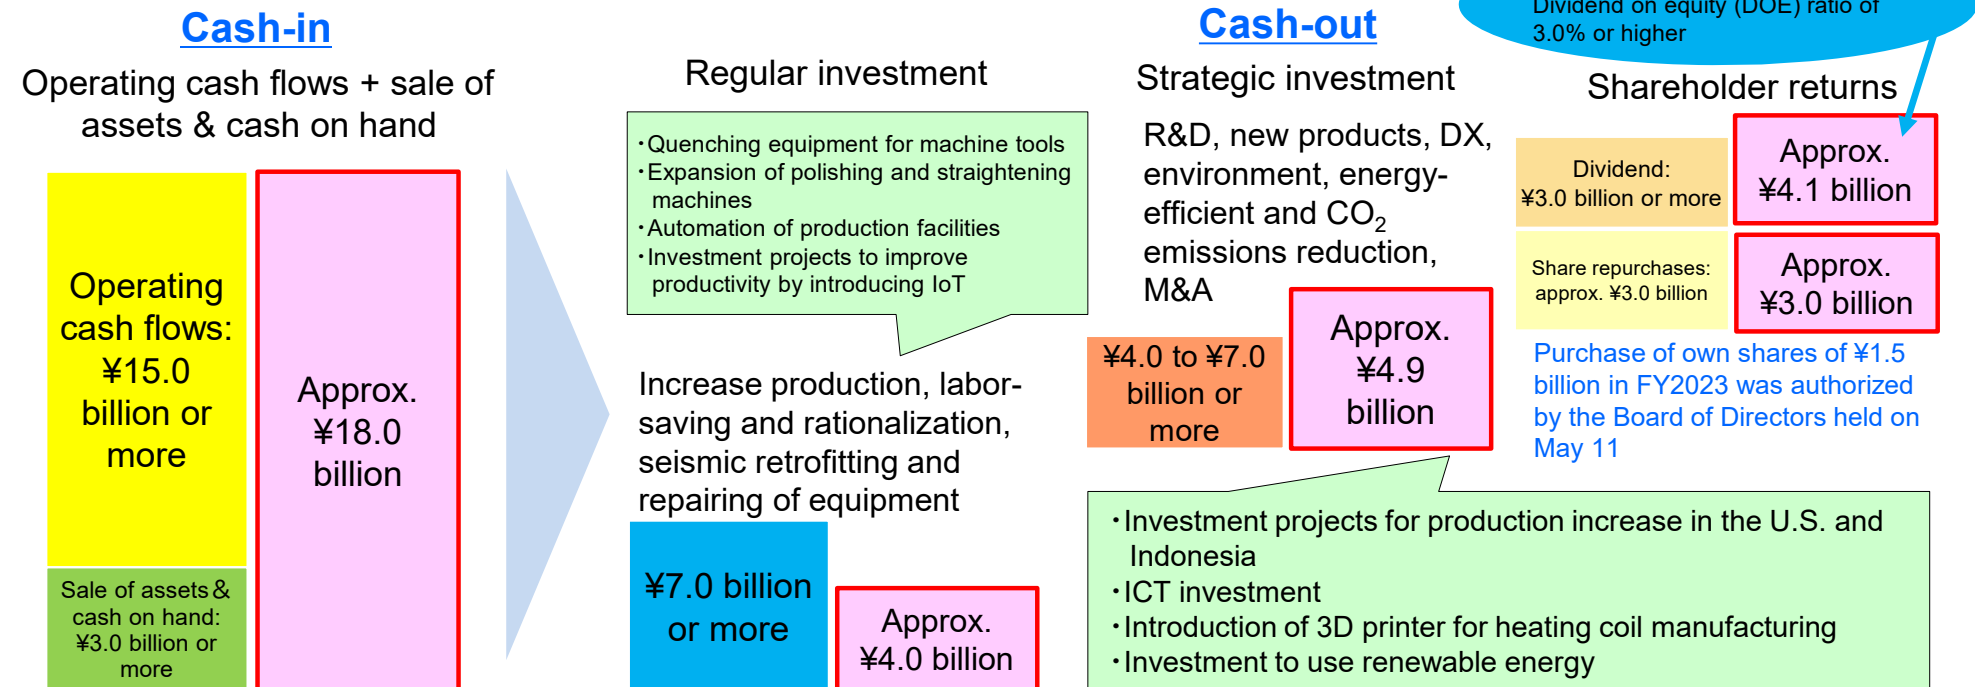 Cash-in
Operating cash flows + sale of
assets & cash on hand
Operating
cash flows:
¥15.0
billion or
more
Sale of assets&
cash on hand:
¥3.0 billion or
more
Approx.
¥18.0
billion
Cash-out
Regular investment
・Quenching equipment for machine tools
・Expansion of polishing and straightening
machines
・Automation of production facilities
・Investment projects to improve
productivity by introducing IoT
Increase production, labor-
saving and rationalization,
seismic retrofitting and
repairing of equipment
¥7.0 billion
or more
Approx.
¥4.0 billion
Strategic investment
R&D, new products, DX,
environment, energy-
efficient and CO2
emissions reduction,
M&A
¥4.0 to ¥7.0
billion or
more
Approx.
¥4.9
billion
・Investment projects for production increase in the U.S. and
Indonesia
・ICT investment
・Introduction of 3D printer for heating coil manufacturing
・Investment to use renewable energy
Dividend on equity (DOE) ratio of
3.0% or higher
Shareholder returns
Dividend:
¥3.0 billion or more
Approx.
¥4.1 billion
Share repurchases:
approx. ¥3.0 billion
Approx.
¥3.0 billion
Purchase of own shares of ¥1.5
billion in FY2023 was authorized
by the Board of Directors held on
May 11